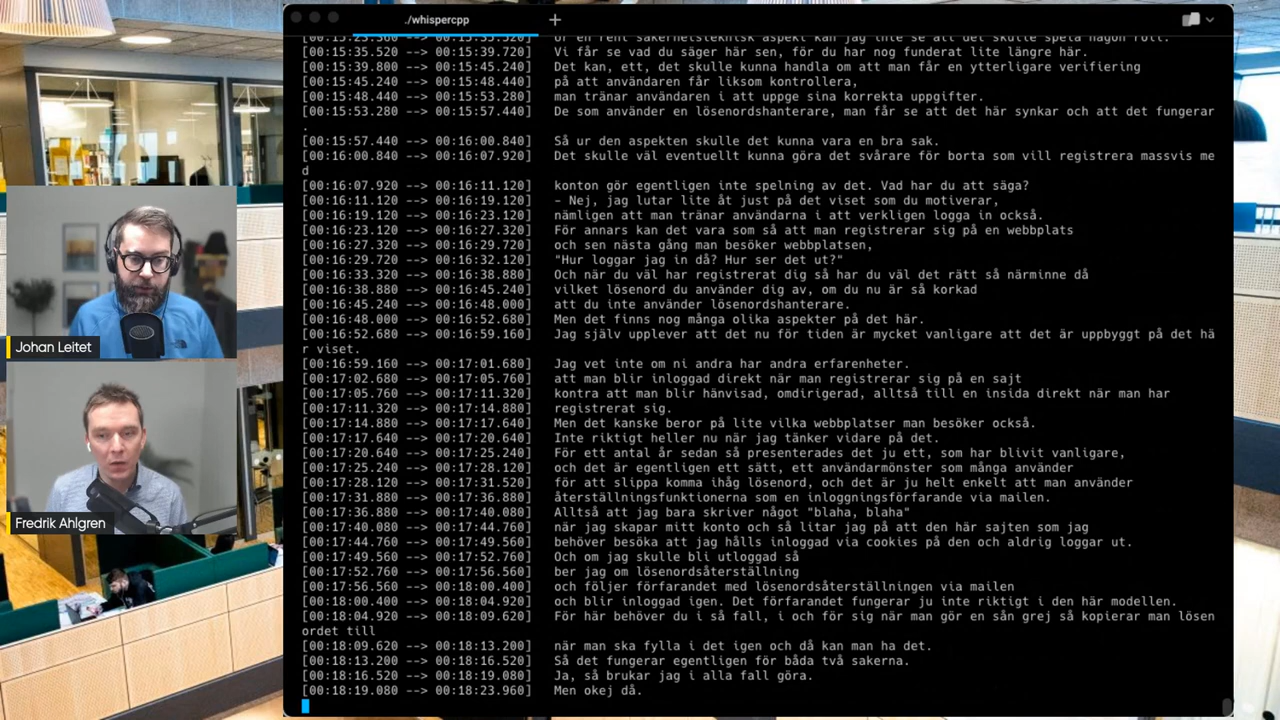 ./whispercpp
[00:15:23.360 --> 00:15:35.520] Ur en rent säkerhetsteknisk aspekt kan jag inte se att det skulle spela någon roll.
[00:15:35.520 --> 00:15:39.720] Vi får se vad du säger här sen, för du har nog funderat lite längre här.
[00:15:39.800 --> 00:15:45.240] Det kan, ett, det skulle kunna handla om att man får en ytterligare verifiering
[00:15:45.240 --> 00:15:48.440] på att användaren får liksom kontrollera,
[00:15:48.440 --> 00:15:53.280] man tränar användaren i att uppge sina korrekta uppgifter.
[00:15:53.280 --> 00:15:57.440] De som använder en lösenordshanterare, man får se att det här synkar och att det fungerar
.
[00:15:57.440 --> 00:16:00.840] Så ur den aspekten skulle det kunna vara en bra sak.
[00:16:00.840 --> 00:16:07.920] Det skulle väl eventuellt kunna göra det svårare för borta som vill registrera massvis me
d
[00:16:07.920 --> 00:16:11.120] konton gör egentligen inte spelning av det. Vad har du att säga?
[00:16:11.120 --> 00:16:19.120] - Nej, jag lutar lite åt just på det viset som du motiverar,
[00:16:19.120 --> 00:16:23.120] nämligen att man tränar användarna i att verkligen logga in också.
[00:16:23.120 --> 00:16:27.320] För annars kan det vara som så att man registrerar sig på en webbplats
[00:16:27.320 --> 00:16:29.720] och sen nästa gång man besöker webbplatsen,
[00:16:29.720 --> 00:16:32.120] "Hur loggar jag in då? Hur ser det ut?"
[00:16:33.320 --> 00:16:38.880] Och när du väl har registrerat dig så har du väl det rätt så närminne då
[00:16:38.880 --> 00:16:45.240] vilket lösenord du använder dig av, om du nu är så korkad
[00:16:45.240 --> 00:16:48.000] att du inte använder lösenordshanterare.
[00:16:48.000 --> 00:16:52.680] Men det finns nog många olika aspekter på det här.
[00:16:52.680 --> 00:16:59.160] Jag själv upplever att det nu för tiden är mycket vanligare att det är uppbyggt på det hä
r viset.
[00:16:59.160 --> 00:17:01.680] Jag vet inte om ni andra har andra erfarenheter.
[00:17:02.680 --> 00:17:05.760] att man blir inloggad direkt när man registrerar sig på en sajt
[00:17:05.760 --> 00:17:11.320] kontra att man blir hänvisad, omdirigerad, alltså till en insida direkt när man har
[00:17:11.320 --> 00:17:14.880] registrerat sig.
[00:17:14.880 --> 00:17:17.640] Men det kanske beror på lite vilka webbplatser man besöker också.
[00:17:17.640 --> 00:17:20.640] Inte riktigt heller nu när jag tänker vidare på det.
[00:17:20.640 --> 00:17:25.240] För ett antal år sedan så presenterades det ju ett, som har blivit vanligare,
[00:17:25.240 --> 00:17:28.120] och det är egentligen ett sätt, ett användarmönster som många använder
[00:17:28.120 --> 00:17:31.520] för att slippa komma ihåg lösenord, och det är ju helt enkelt att man använder
[00:17:31.880 --> 00:17:36.880] återställningsfunktionerna som en inloggningsförfarande via mailen.
[00:17:36.880 --> 00:17:40.080] Alltså att jag bara skriver något "blaha, blaha"
[00:17:40.080 --> 00:17:44.760] när jag skapar mitt konto och så litar jag på att den här sajten som jag
[00:17:44.760 --> 00:17:49.560] behöver besöka att jag hålls inloggad via cookies på den och aldrig loggar ut.
[00:17:49.560 --> 00:17:52.760] Och om jag skulle bli utloggad så
[00:17:52.760 --> 00:17:56.560] ber jag om lösenordsåterställning
[00:17:56.560 --> 00:18:00.400] och följer förfarandet med lösenordsåterställningen via mailen
[00:18:00.400 --> 00:18:04.920] och blir inloggad igen. Det förfarandet fungerar ju inte riktigt i den här modellen.
[00:18:04.920 --> 00:18:09.620] För här behöver du i så fall, i och för sig när man gör en sån grej så kopierar man lösen
ordet till
[00:18:09.620 --> 00:18:13.200] när man ska fylla i det igen och då kan man ha det.
[00:18:13.200 --> 00:18:16.520] Så det fungerar egentligen för båda två sakerna.
[00:18:16.520 --> 00:18:19.080] Ja, så brukar jag i alla fall göra.
[00:18:19.080 --> 00:18:23.960] Men okej då.
Johan Leitet
Fredrik Ahlgren